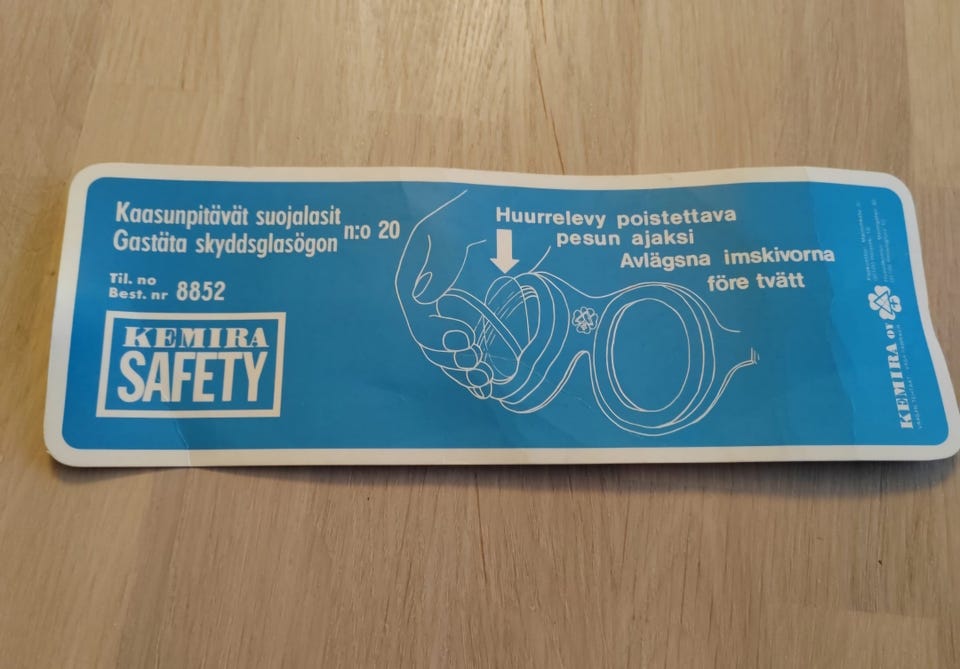 Kaasunpitävät suojalasit
Gastäta skyddsglasögon
n:o 20
Til. no
Best. nr 8852
KEMIRA
SAFETY
Huurrelevy poistettava
pesun ajaksi
Avlägsna imskivorna
före tvätt
KEMIRA OY